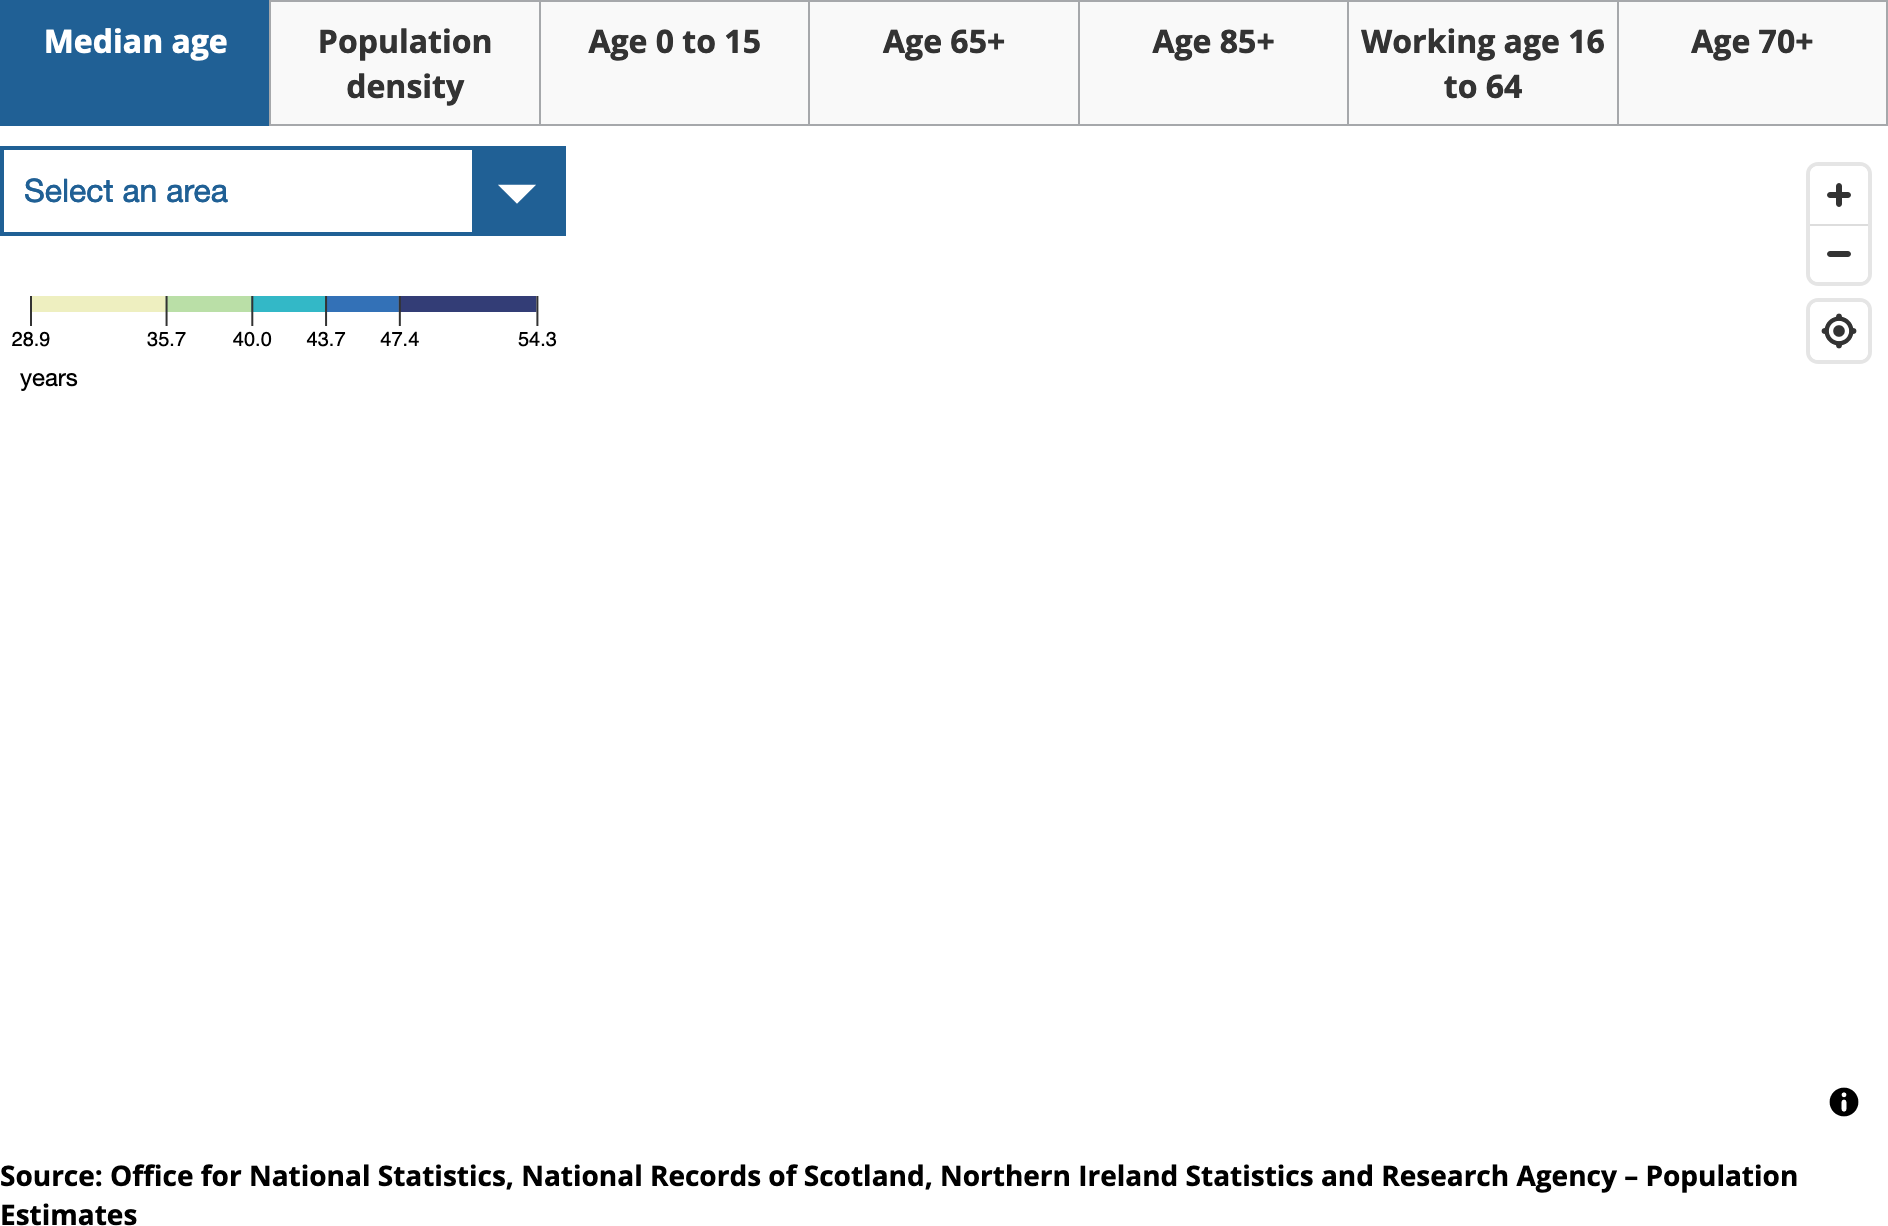 Median age
Population
density
Age 0 to 15
Age 65+
Age 85+
Working age 16
to 64
Age 70+
Select an area
28.9 35.7 40.0 43.7 47.4 54.3
years
Source: Office for National Statistics, National Records of Scotland, Northern Ireland Statistics and Research Agency – Population
Estimates